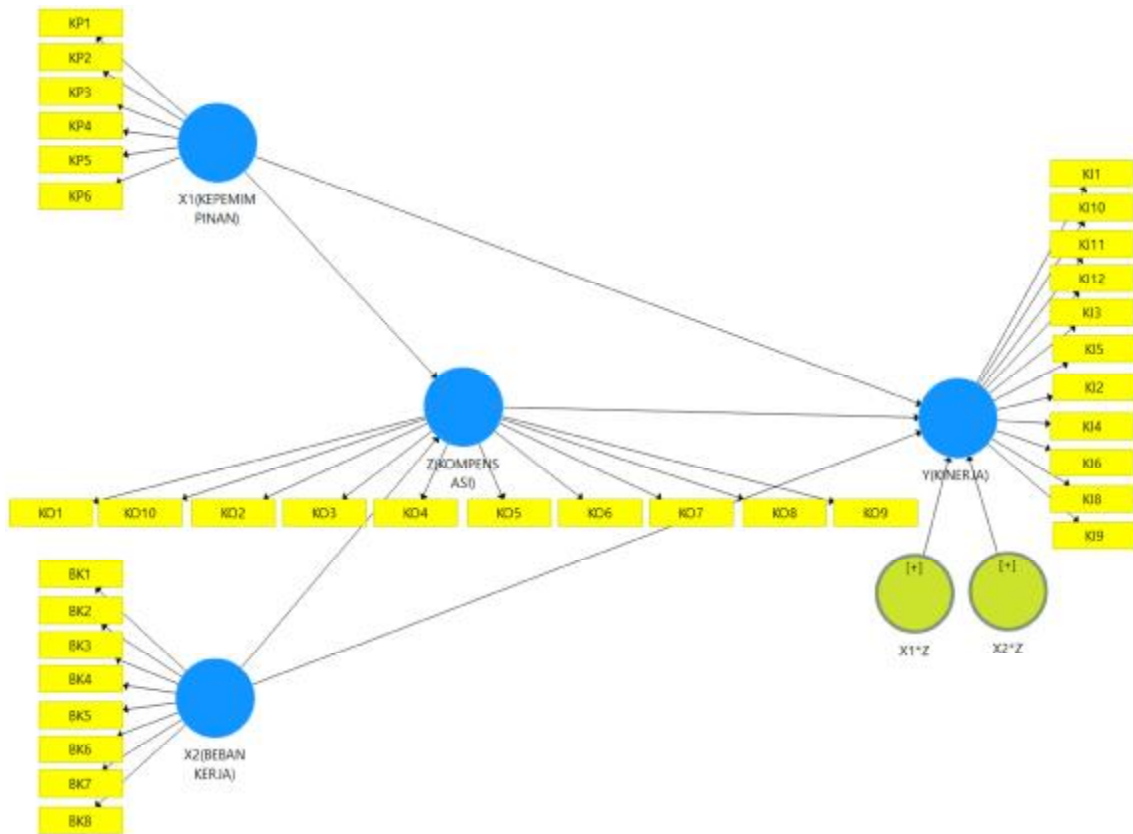 KP1
KP2
KP3
KP4
KP5
KP6
X1(KEPEMIM
PINAN)
KI1
KI10
KI11
KI12
KI3
KI5
KI2
KI4
KI6
KI8
KI9
Z(KOMPENS
ASI)
Y(KINERJA)
KO1
KO10
KO2
KO3
KO4
KO5
KO6
KO7
KO8
KO9
BK1
BK2
BK3
BK4
BK5
BK6
BK7
BK8
X2(BEBAN
KERJA)
[+]
[+]
X1*Z
X2*Z